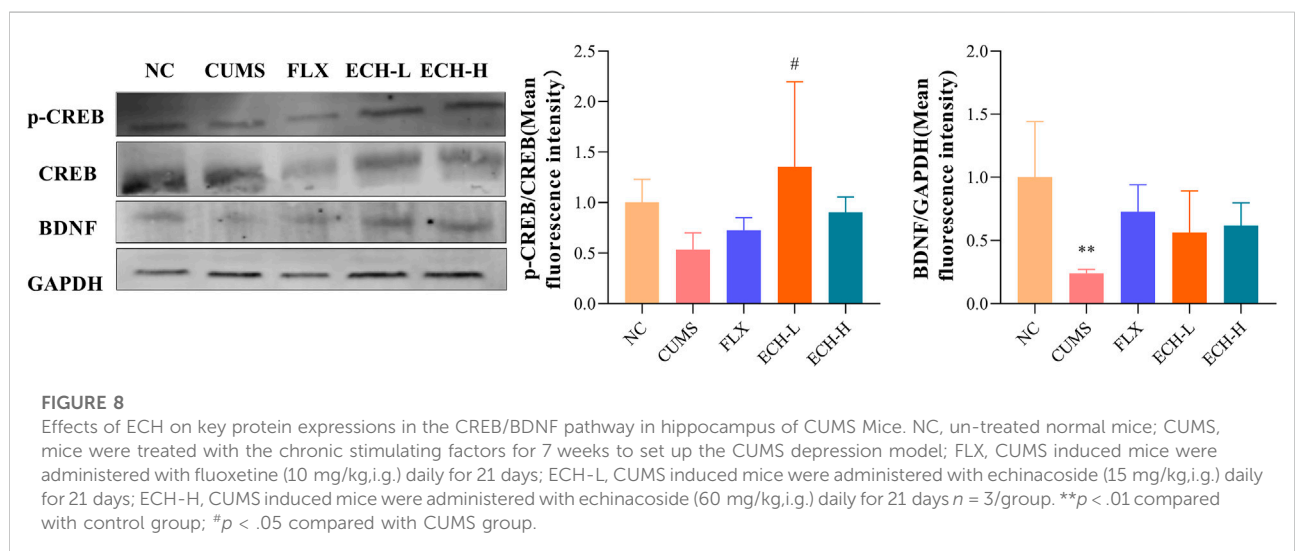 NC CUMS FLX ECH-L ECH-H
p-CREB
CREB
BDNF
GAPDH
p-CREB/CREB(Mean
fluorescence intensity）
2.5
2.0
1.5
1.0
0.5
0.0
#
NC
CUMS
FLX
ECH-L
ECH-H
BDNF/GAPDH(Mean
fluorescence intensity)
2.0
1.5
1.0
0.5
0.0
**
NC
CUMS
FLX
ECH-L
ECH-H
FIGURE 8
Effects of ECH on key protein expressions in the CREB/BDNF pathway in hippocampus of CUMS Mice. NC, un-treated normal mice; CUMS,
mice were treated with the chronic stimulating factors for 7 weeks to set up the CUMS depression model; FLX, CUMS induced mice were
administered with fluoxetine (10 mg/kg,i.g.) daily for 21 days; ECH-L, CUMS induced mice were administered with echinacoside (15 mg/kg,i.g.) daily
for 21 days; ECH-H, CUMS induced mice were administered with echinacoside (60 mg/kg,i.g.) daily for 21 days n = 3/group. **p < .01 compared
with control group; #p < .05 compared with CUMS group.